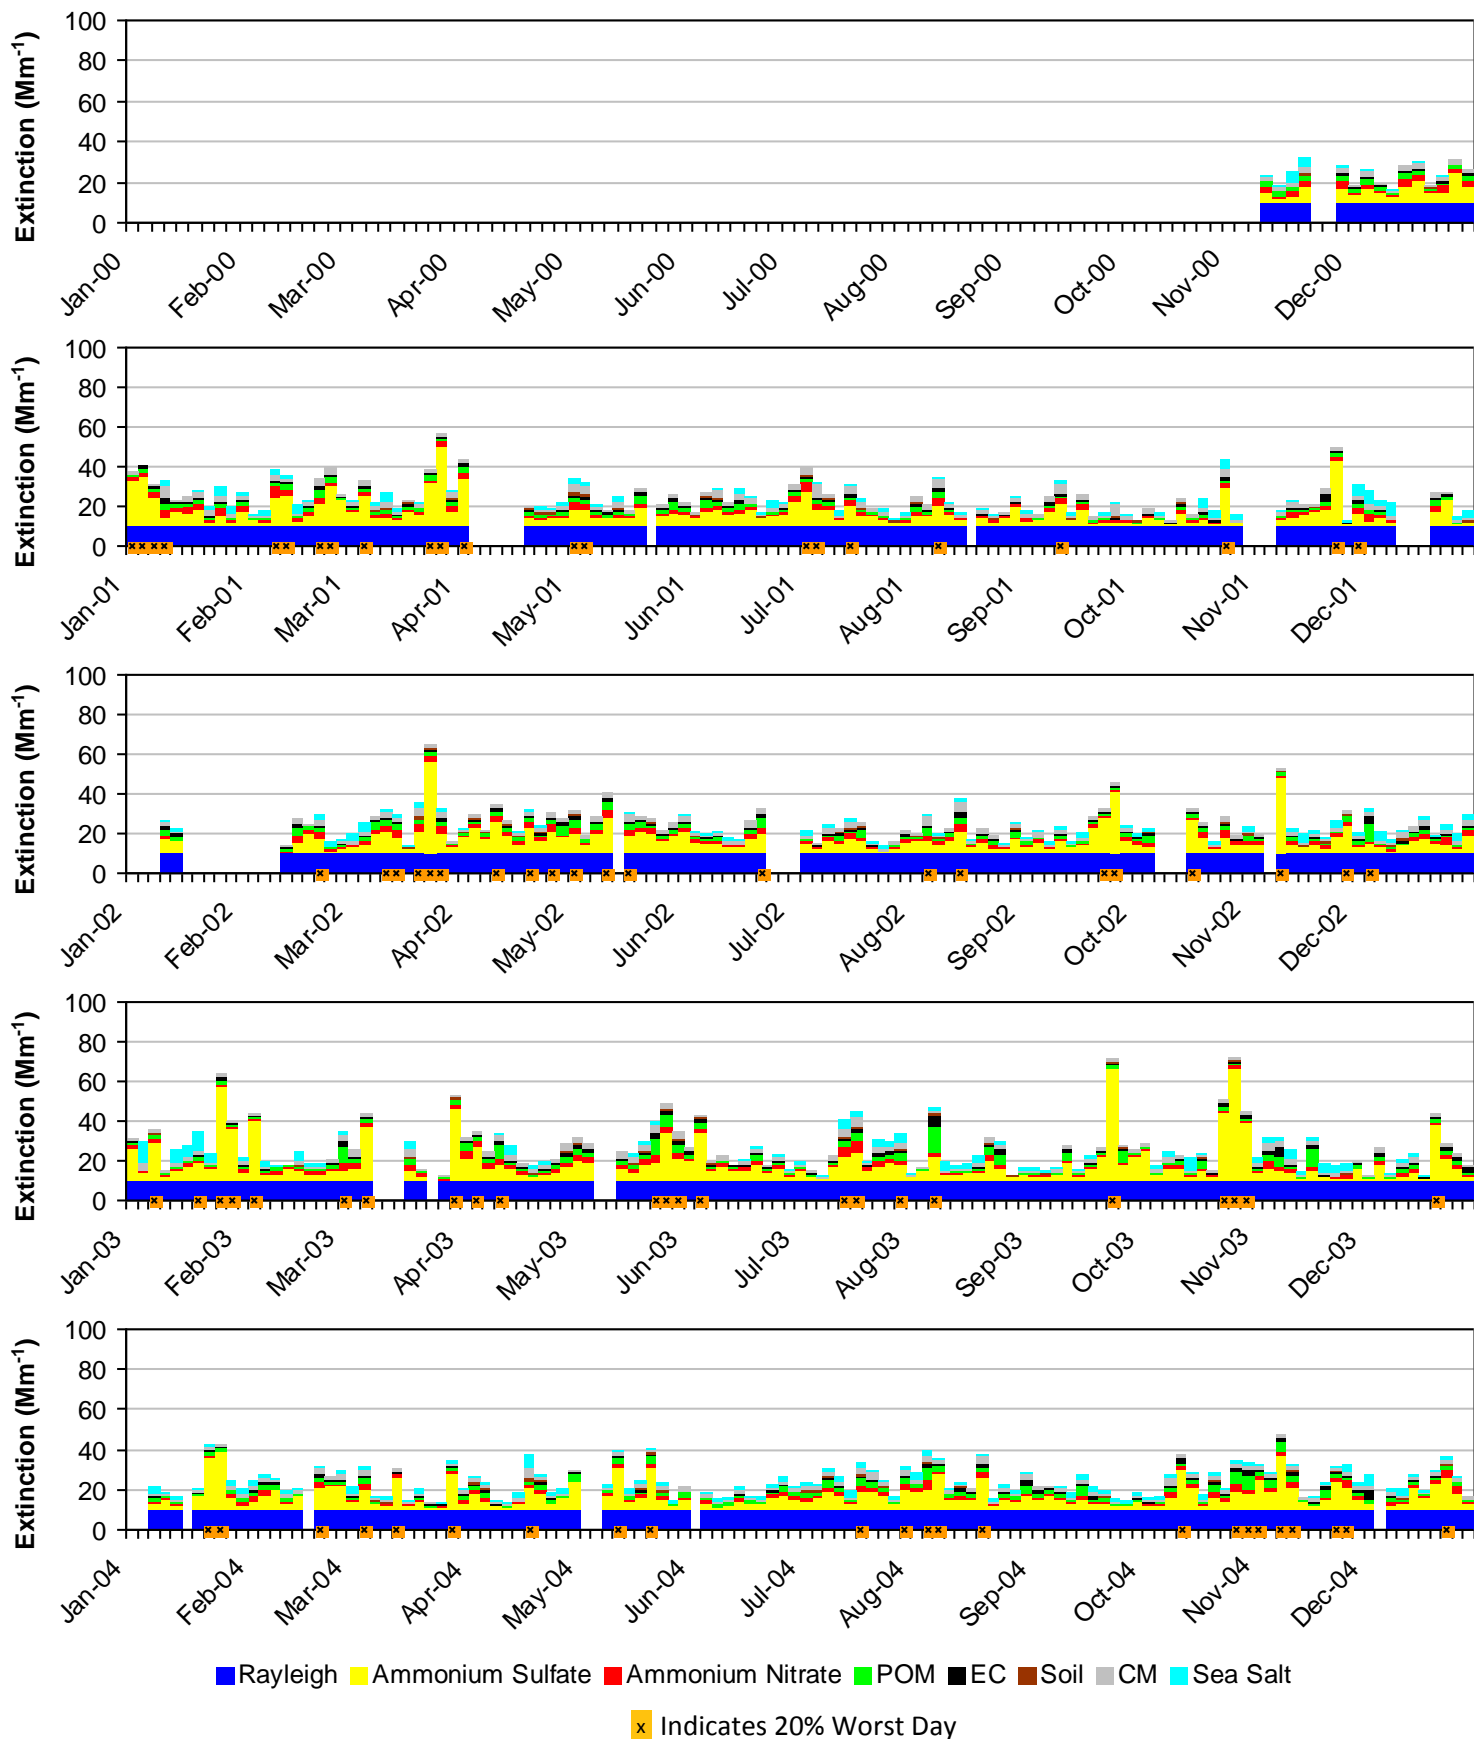 Extinction (Mm-1)
100
80
60
40
20
0
Jan-00 Feb-00 Mar-00 Apr-00 May-00 Jun-00 Jul-00 Aug-00 Sep-00 Oct-00 Nov-00 Dec-00
Extinction (Mm-1)
100
80
60
40
20
0
Jan-01 Feb-01 Mar-01 Apr-01 May-01 Jun-01 Jul-01 Aug-01 Sep-01 Oct-01 Nov-01 Dec-01
Extinction (Mm-1)
100
80
60
40
20
0
Jan-02 Feb-02 Mar-02 Apr-02 May-02 Jun-02 Jul-02 Aug-02 Sep-02 Oct-02 Nov-02 Dec-02
Extinction (Mm-1)
100
80
60
40
20
0
Jan-03 Feb-03 Mar-03 Apr-03 May-03 Jun-03 Jul-03 Aug-03 Sep-03 Oct-03 Nov-03 Dec-03
Extinction (Mm-1)
100
80
60
40
20
0
Jan-04 Feb-04 Mar-04 Apr-04 May-04 Jun-04 Jul-04 Aug-04 Sep-04 Oct-04 Nov-04 Dec-04
Rayleigh Ammonium Sulfate Ammonium Nitrate POM EC Soil CM Sea Salt
x Indicates 20% Worst Day